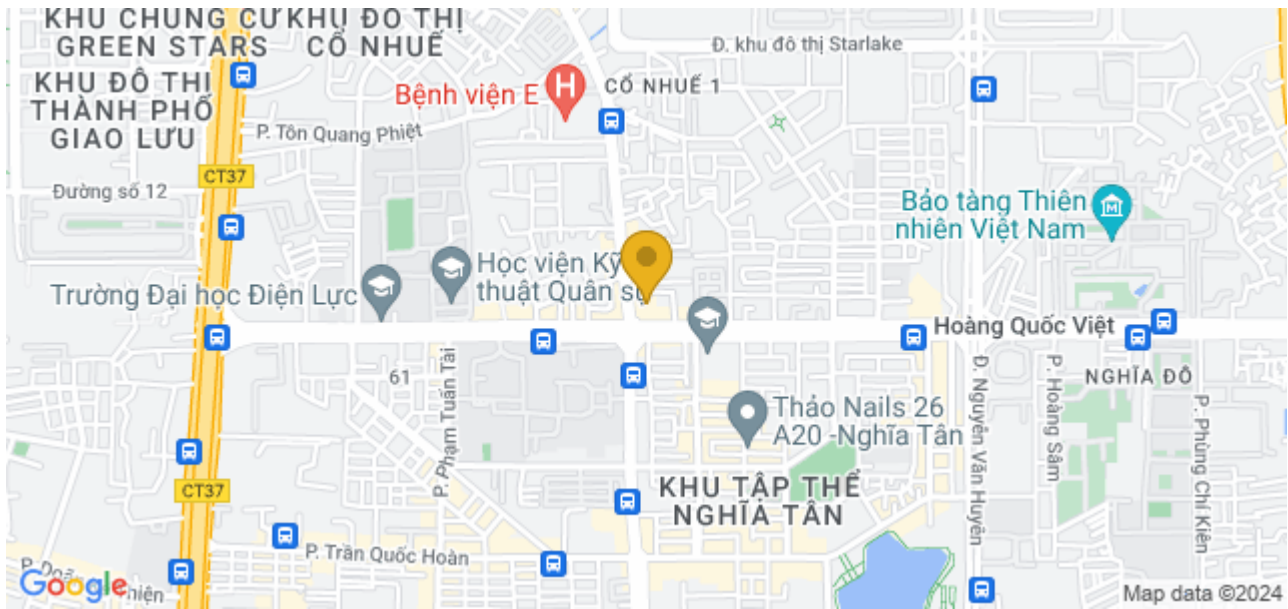 KHU CHUNG CƯ
GREEN STARS
KHU ĐÔ THỊ
CỔ NHUẾ
Đ. khu đô thị Starlake
KHU ĐÔ THỊ
THÀNH PHỐ
GIAO LƯU
Bệnh viện E
H
CỔ NHUẾ 1
P. Tôn Quang Phiệt
CT37
Đường số 12
Bảo tàng Thiên
nhiên Việt Nam
M
Học viện Kỹ
thuật Quân sự
Trường Đại học Điện Lực
Hoàng Quốc Việt
61
P. Phạm Tuấn Tài
Đ. Nguyễn Văn Huyên
P. Hoàng Sâm
NGHĨA ĐÔ
P. Phùng Chí Kiên
Thảo Nails 26
A20 -Nghĩa Tân
CT37
KHU TẬP THỂ
NGHĨA TÂN
P. Trần Quốc Hoàn
Google
Map data ©2024